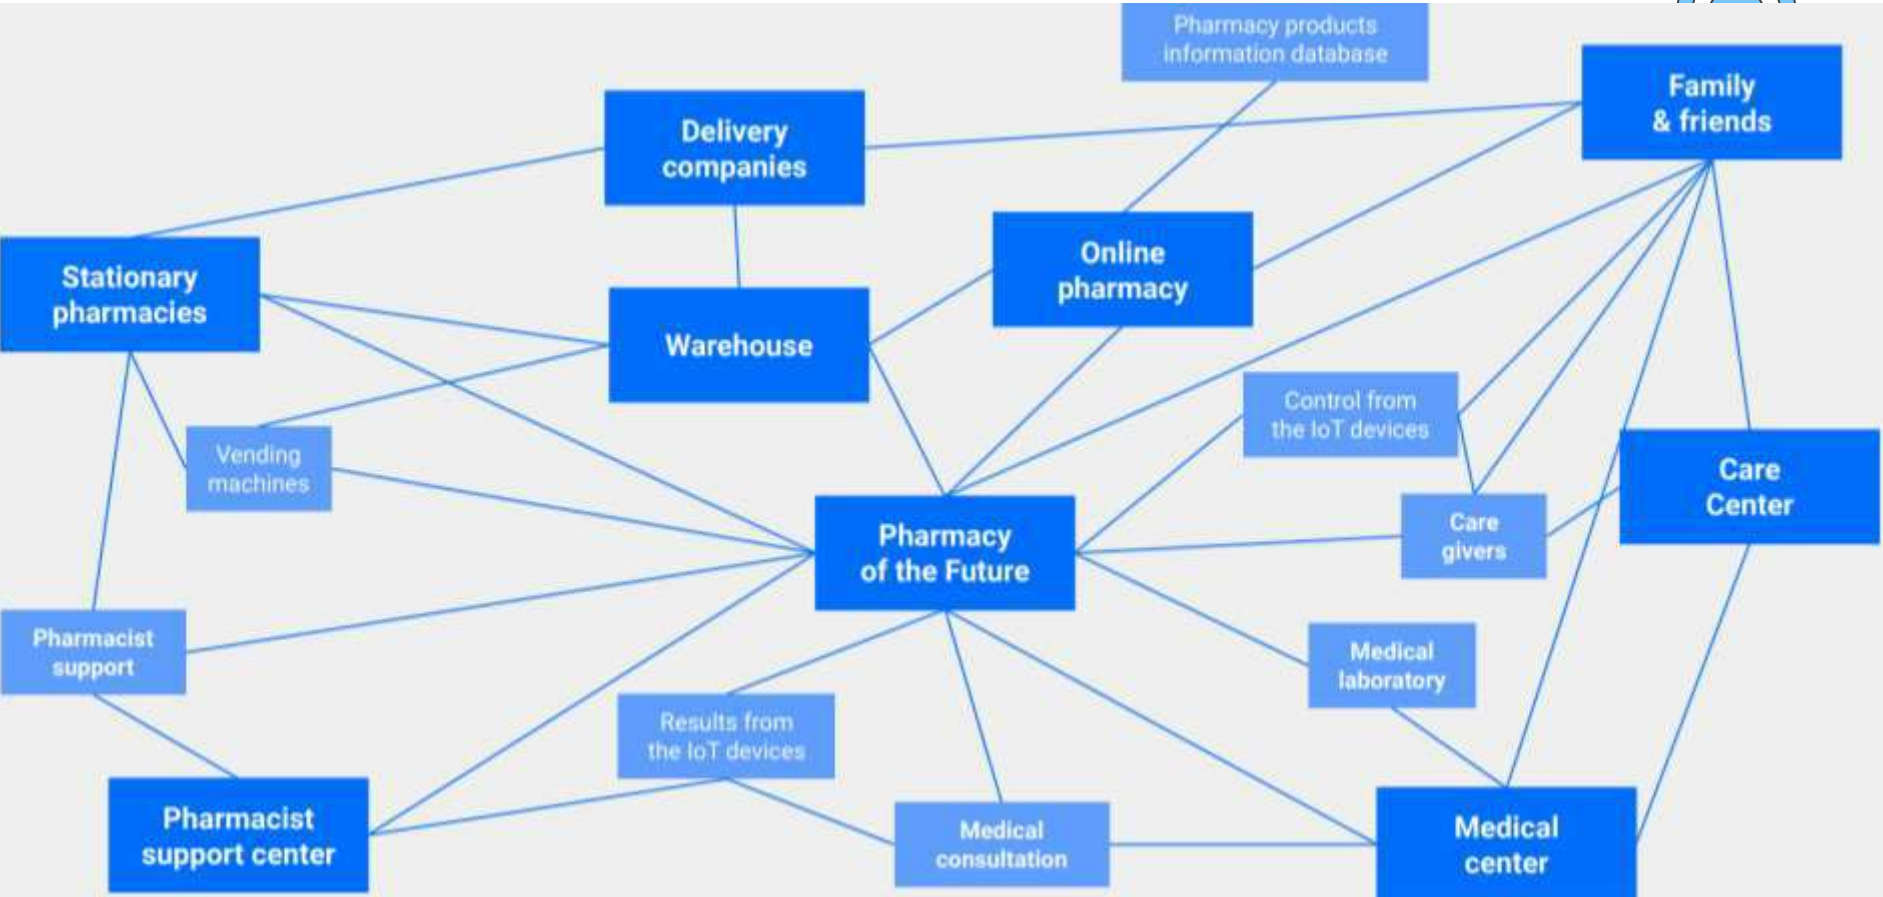 Pharmacy products
information database
Family
& friends
Delivery
companies
Online
pharmacy
Stationary
pharmacies
Warehouse
Control from
the IoT devices
Vending
machines
Care
Center
Care
givers
Pharmacy
of the Future
Pharmacist
support
Medical
laboratory
Results from
the IoT devices
Pharmacist
support center
Medical
consultation
Medical
center